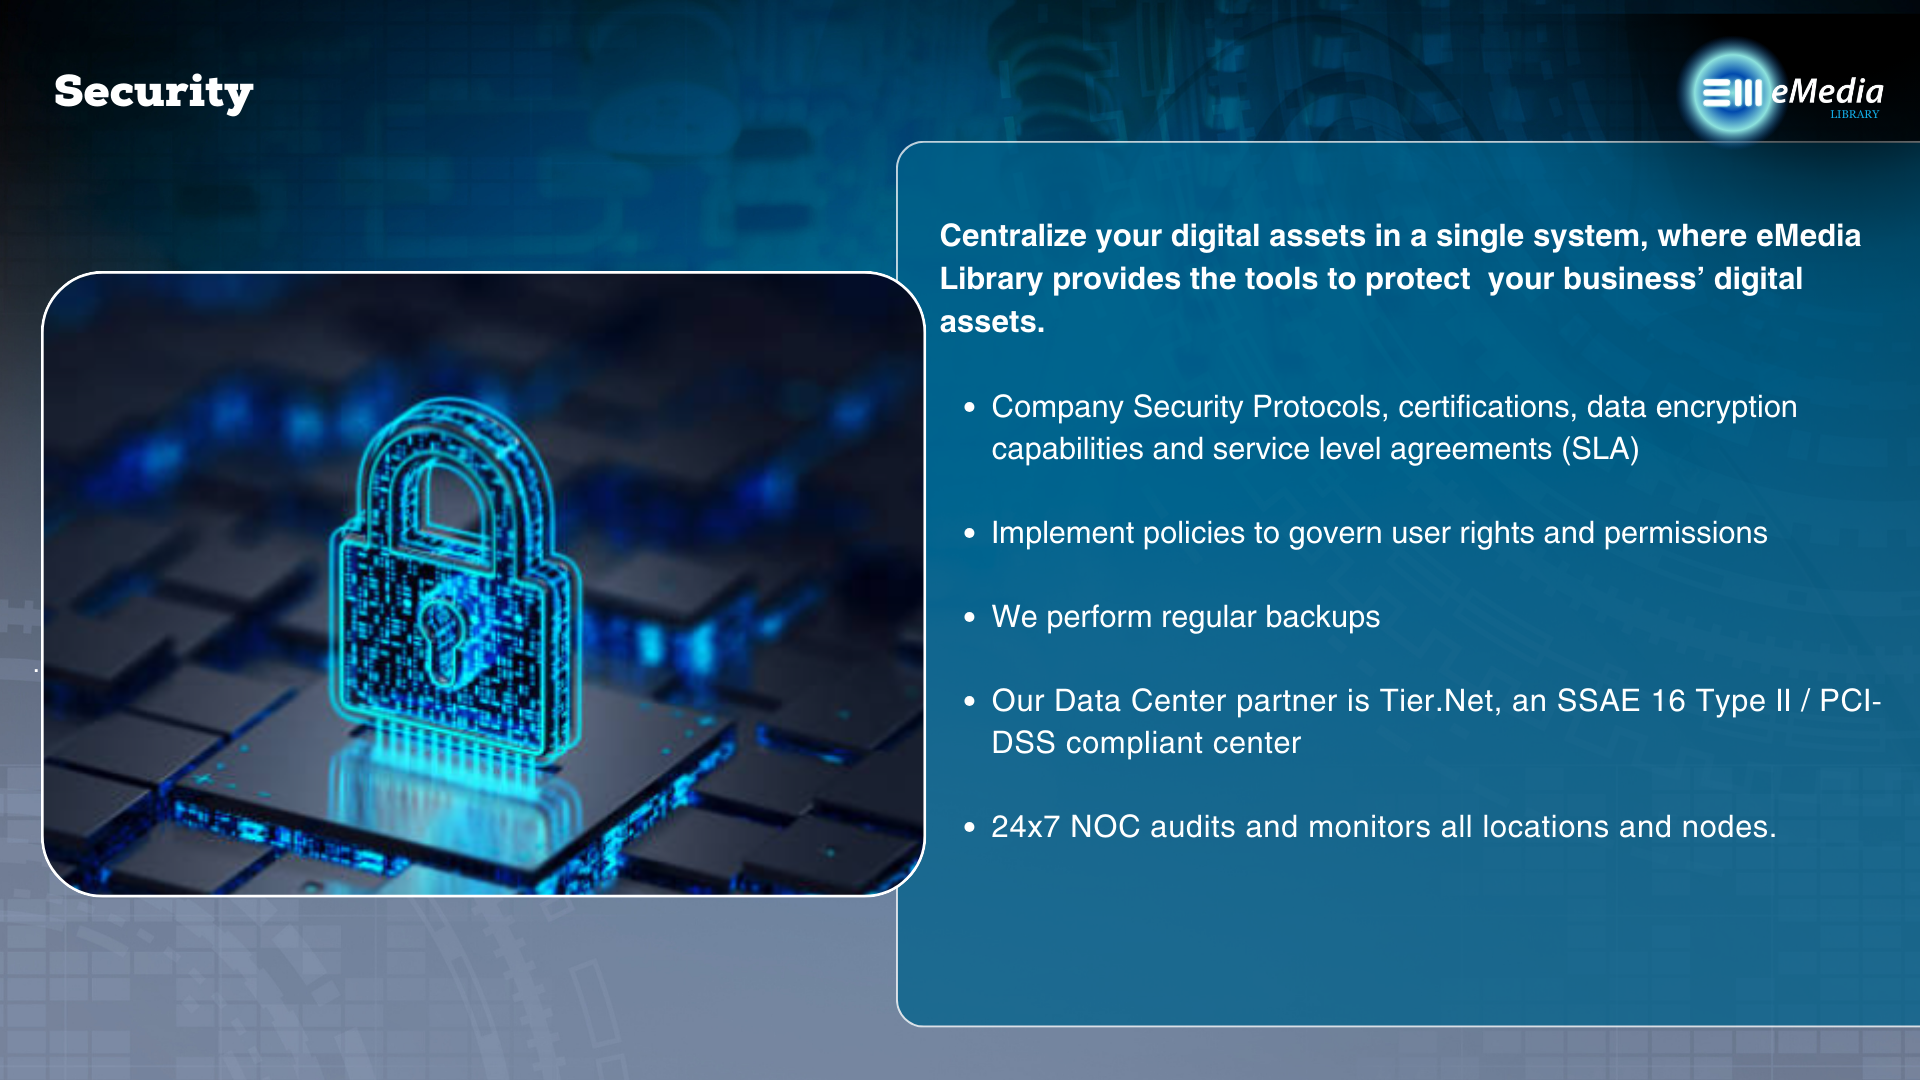 Security
eMedia
LIBRARY
Centralize your digital assets in a single system, where eMedia
Library provides the tools to protect  your business’ digital
assets.
• Company Security Protocols, certifications, data encryption
capabilities and service level agreements (SLA)
• Implement policies to govern user rights and permissions
• We perform regular backups
• Our Data Center partner is Tier.Net, an SSAE 16 Type II / PCI-
DSS compliant center
• 24x7 NOC audits and monitors all locations and nodes.